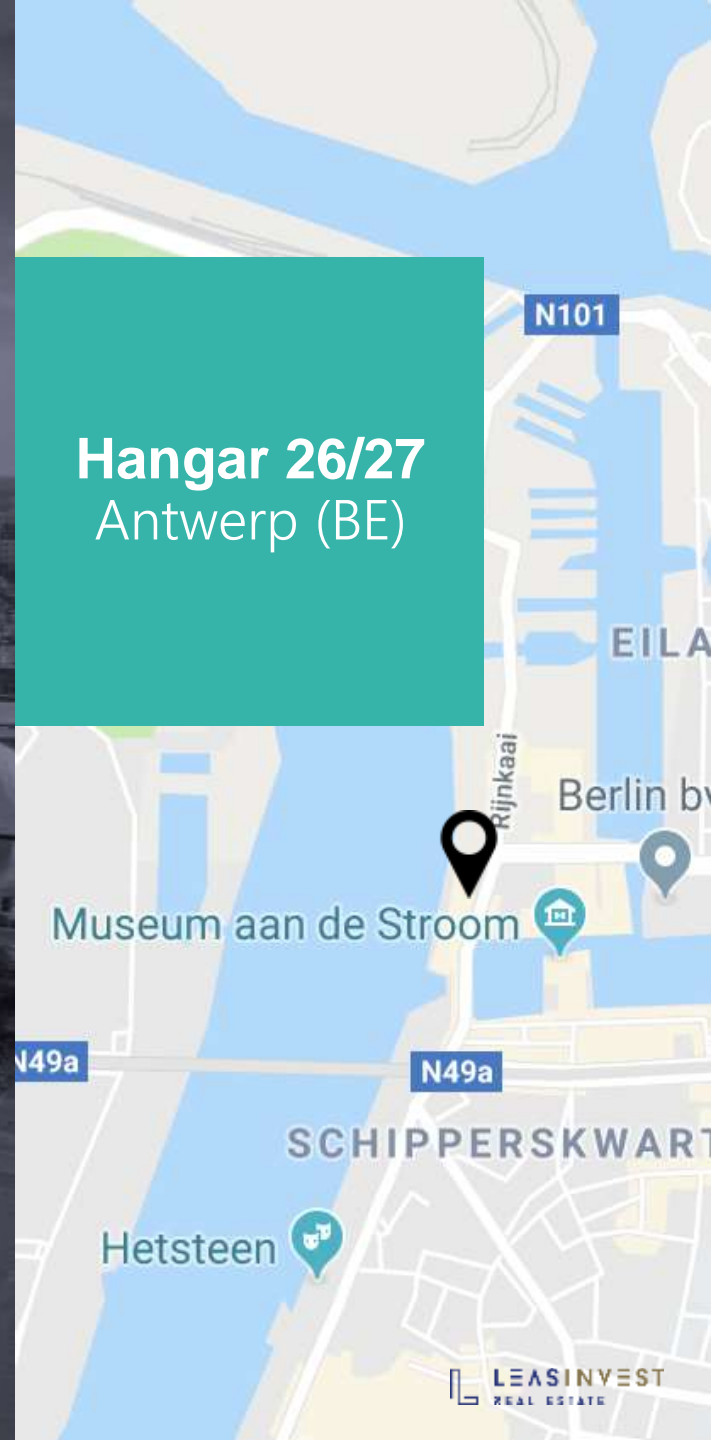 N101
Hangar 26/27
Antwerp (BE)
EILA
Rijnkaai
Berlin bv
Museum aan de Stroom
N49a
N49a
SCHIPPERSKWART
Hetsteen
LEASINVEST
REAL ESTATE